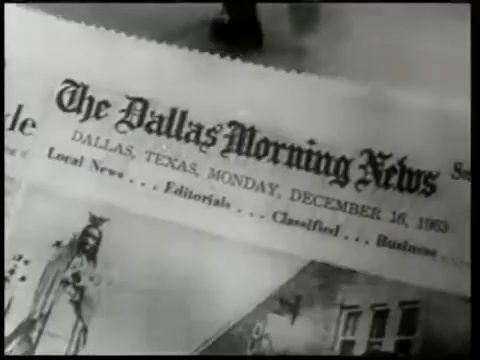 The Dallas Morning News
DALLAS, TEXAS, MONDAY, DECEMBER 16, 1963
Local News . . . Editorials . . . Classified . . . Business . . .